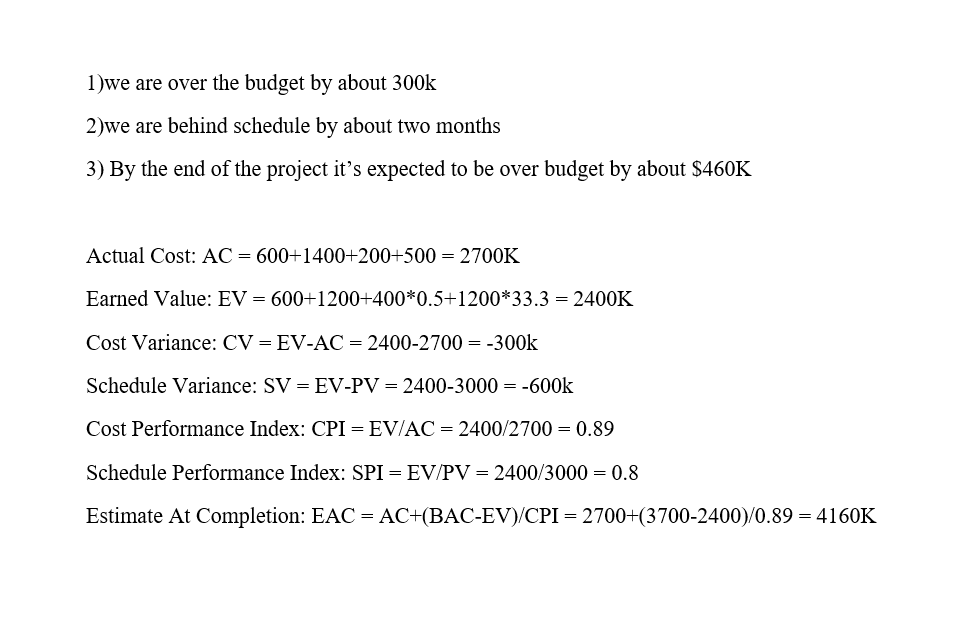 1)we are over the budget by about 300k
2)we are behind schedule by about two months
3) By the end of the project it’s expected to be over budget by about $460K
Actual Cost: AC = 600+1400+200+500 = 2700K
Earned Value: EV = 600+1200+400*0.5+1200*33.3 = 2400K
Cost Variance: CV = EV-AC = 2400-2700 = -300k
Schedule Variance: SV = EV-PV = 2400-3000 = -600k
Cost Performance Index: CPI = EV/AC = 2400/2700 = 0.89
Schedule Performance Index: SPI = EV/PV = 2400/3000 = 0.8
Estimate At Completion: EAC = AC+(BAC-EV)/CPI = 2700+(3700-2400)/0.89 = 4160K